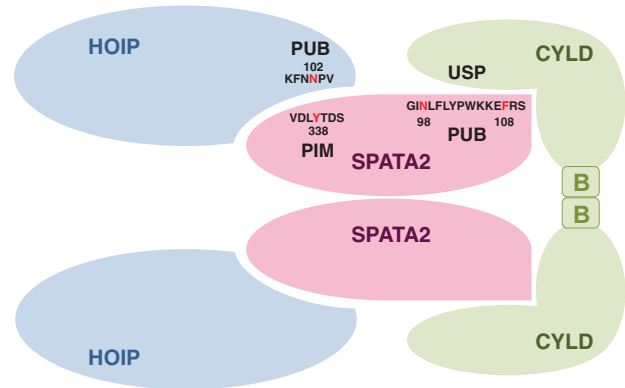 HOIP
PUB
102
KFNNPV
CYLD
USP
VDLYTDS
338
PIM
GINLFLYPWKKEFRS
98 108
PUB
SPATA2
B
B
SPATA2
HOIP
CYLD